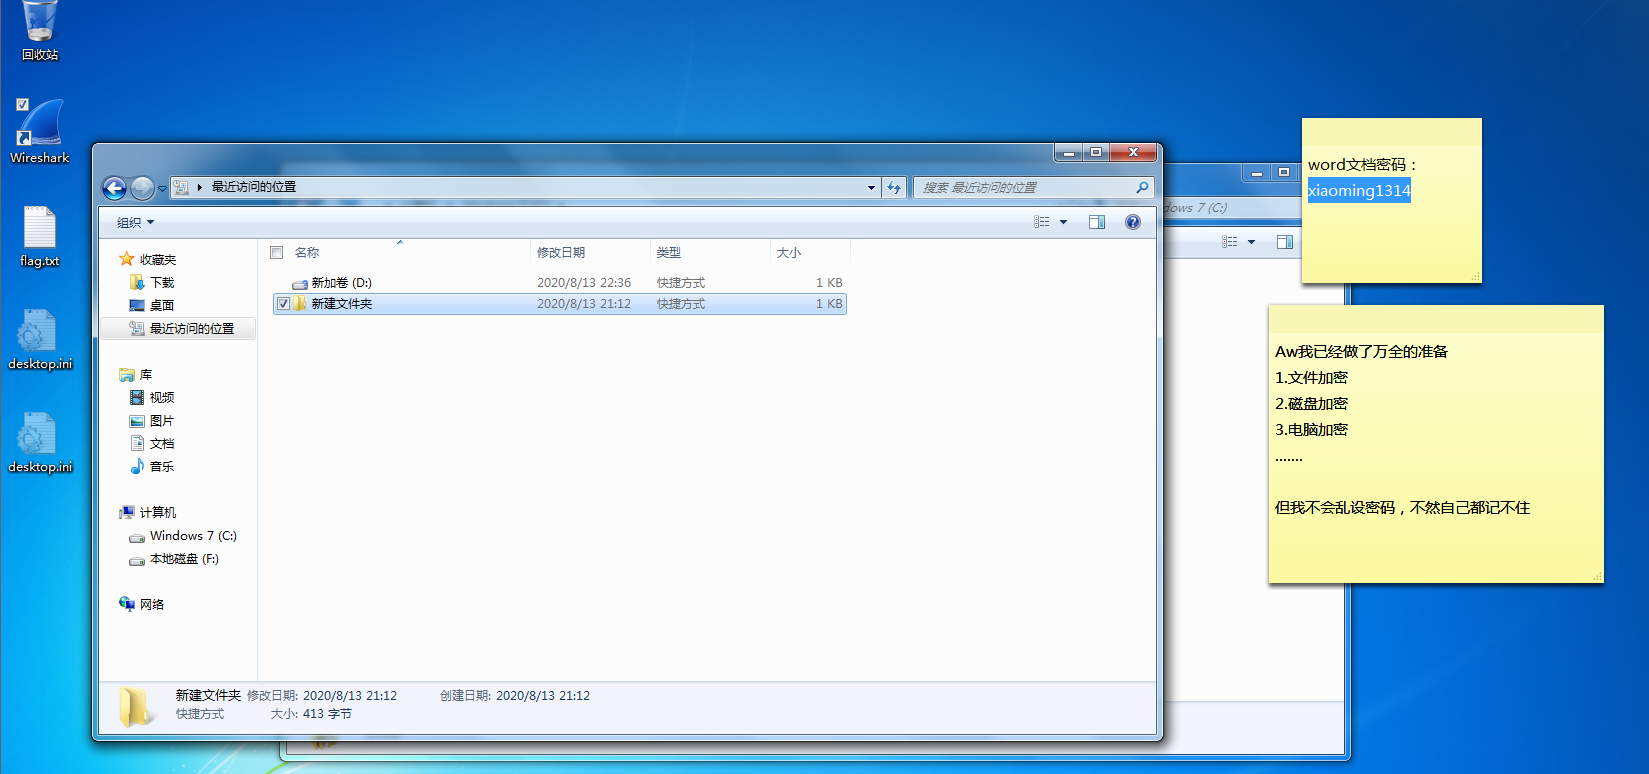 回收站
Wireshark
flag.txt
desktop.ini
desktop.ini
最近访问的位置
搜索 最近访问的位置
组织
收藏夹
下载
桌面
最近访问的位置
库
视频
图片
文档
音乐
计算机
Windows 7 (C:)
本地磁盘 (F:)
网络
名称 修改日期 类型 大小
新加卷 (D:) 2020/8/13 22:36 快捷方式 1 KB
新建文件夹 2020/8/13 21:12 快捷方式 1 KB
新建文件夹 修改日期: 2020/8/13 21:12 创建日期: 2020/8/13 21:12
快捷方式 大小: 413 字节
dows 7 (C:)
word文档密码：
xiaoming1314
Aw我已经做了万全的准备
1.文件加密
2.磁盘加密
3.电脑加密
.......
但我不会乱设密码，不然自己都记不住